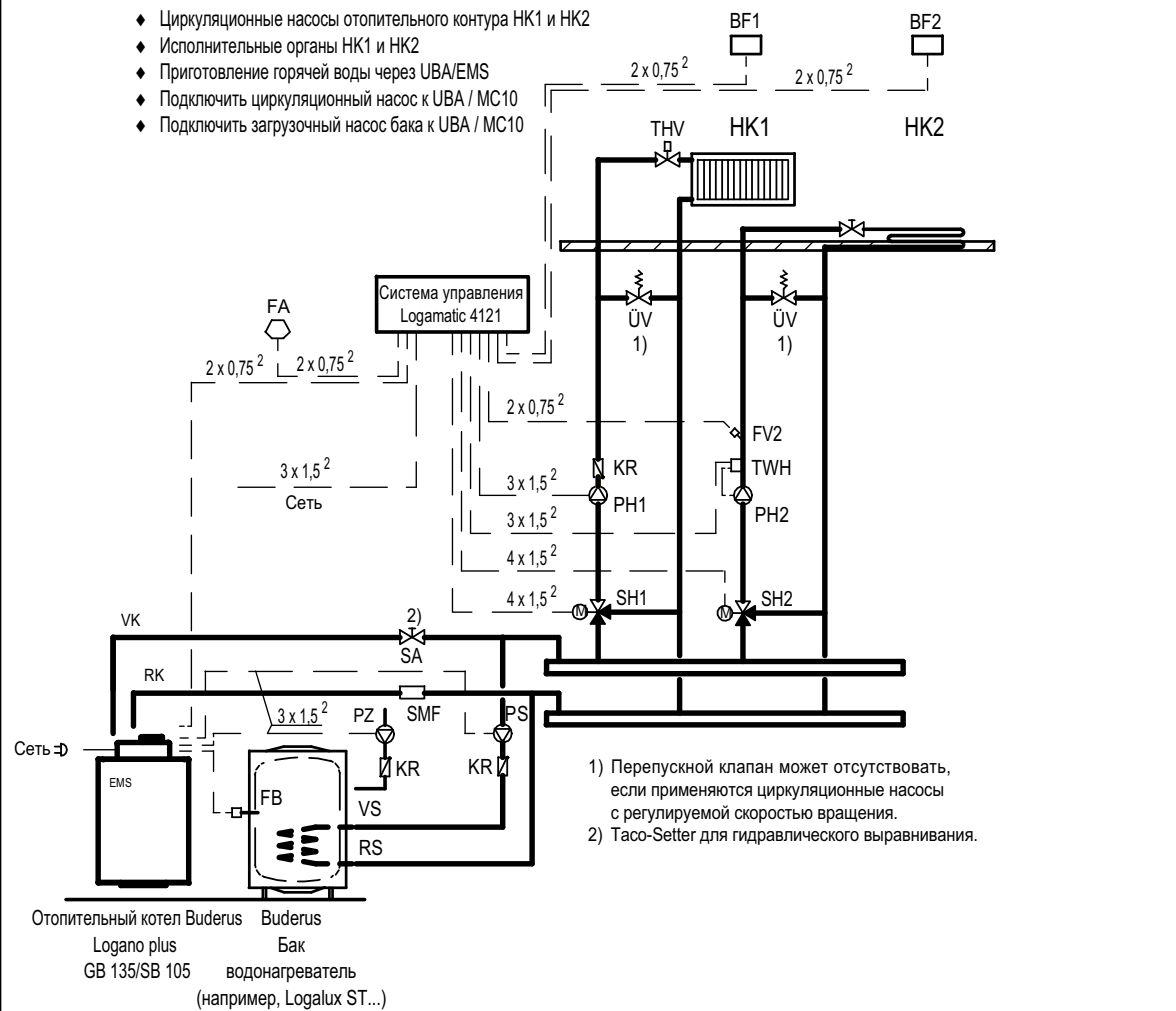 ♦ Циркуляционные насосы отопительного контура HK1 и HK2
♦ Исполнительные органы HK1 и HK2
♦ Приготовление горячей воды через UBA/EMS
♦ Подключить циркуляционный насос к UBA / MC10
♦ Подключить загрузочный насос бака к UBA / MC10
BF1
BF2
2 x 0,75 ²
2 x 0,75 ²
THV
HK1
HK2
Система управления
Logamatic 4121
FA
ÜV
1)
ÜV
1)
2 x 0,75 ²
2 x 0,75 ²
2 x 0,75 ²
FV2
KR
TWH
3 x 1,5 ²
Сеть
3 x 1,5 ²
PH1
PH2
3 x 1,5 ²
4 x 1,5 ²
4 x 1,5 ²
M
SH1
M
SH2
VK
2)
SA
RK
3 x 1,5 ²
PZ
SMF
PS
Сеть
KR
KR
EMS
FB
VS
RS
1) Перепускной клапан может отсутствовать,
если применяются циркуляционные насосы
с регулируемой скоростью вращения.
2) Taco-Setter для гидравлического выравнивания.
Отопительный котел Buderus
Logano plus
GB 135/SB 105
Buderus
Бак
водонагреватель
(например, Logalux ST...)